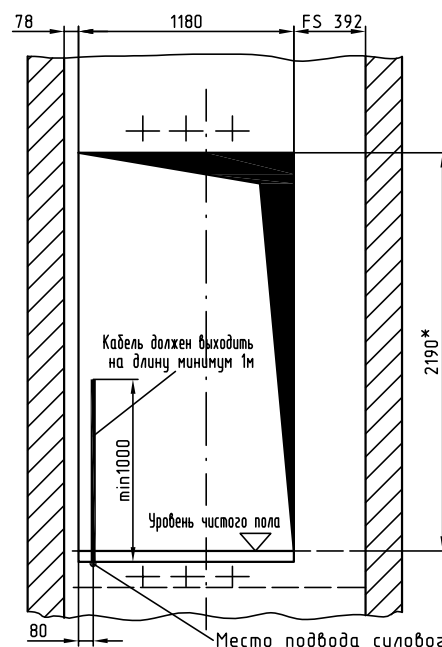 78 1180 FS 392
2190*
Кабель должен выходить
на длину минимум 1м
min1000
Уровень чистого пола
80
Место подвода силовог